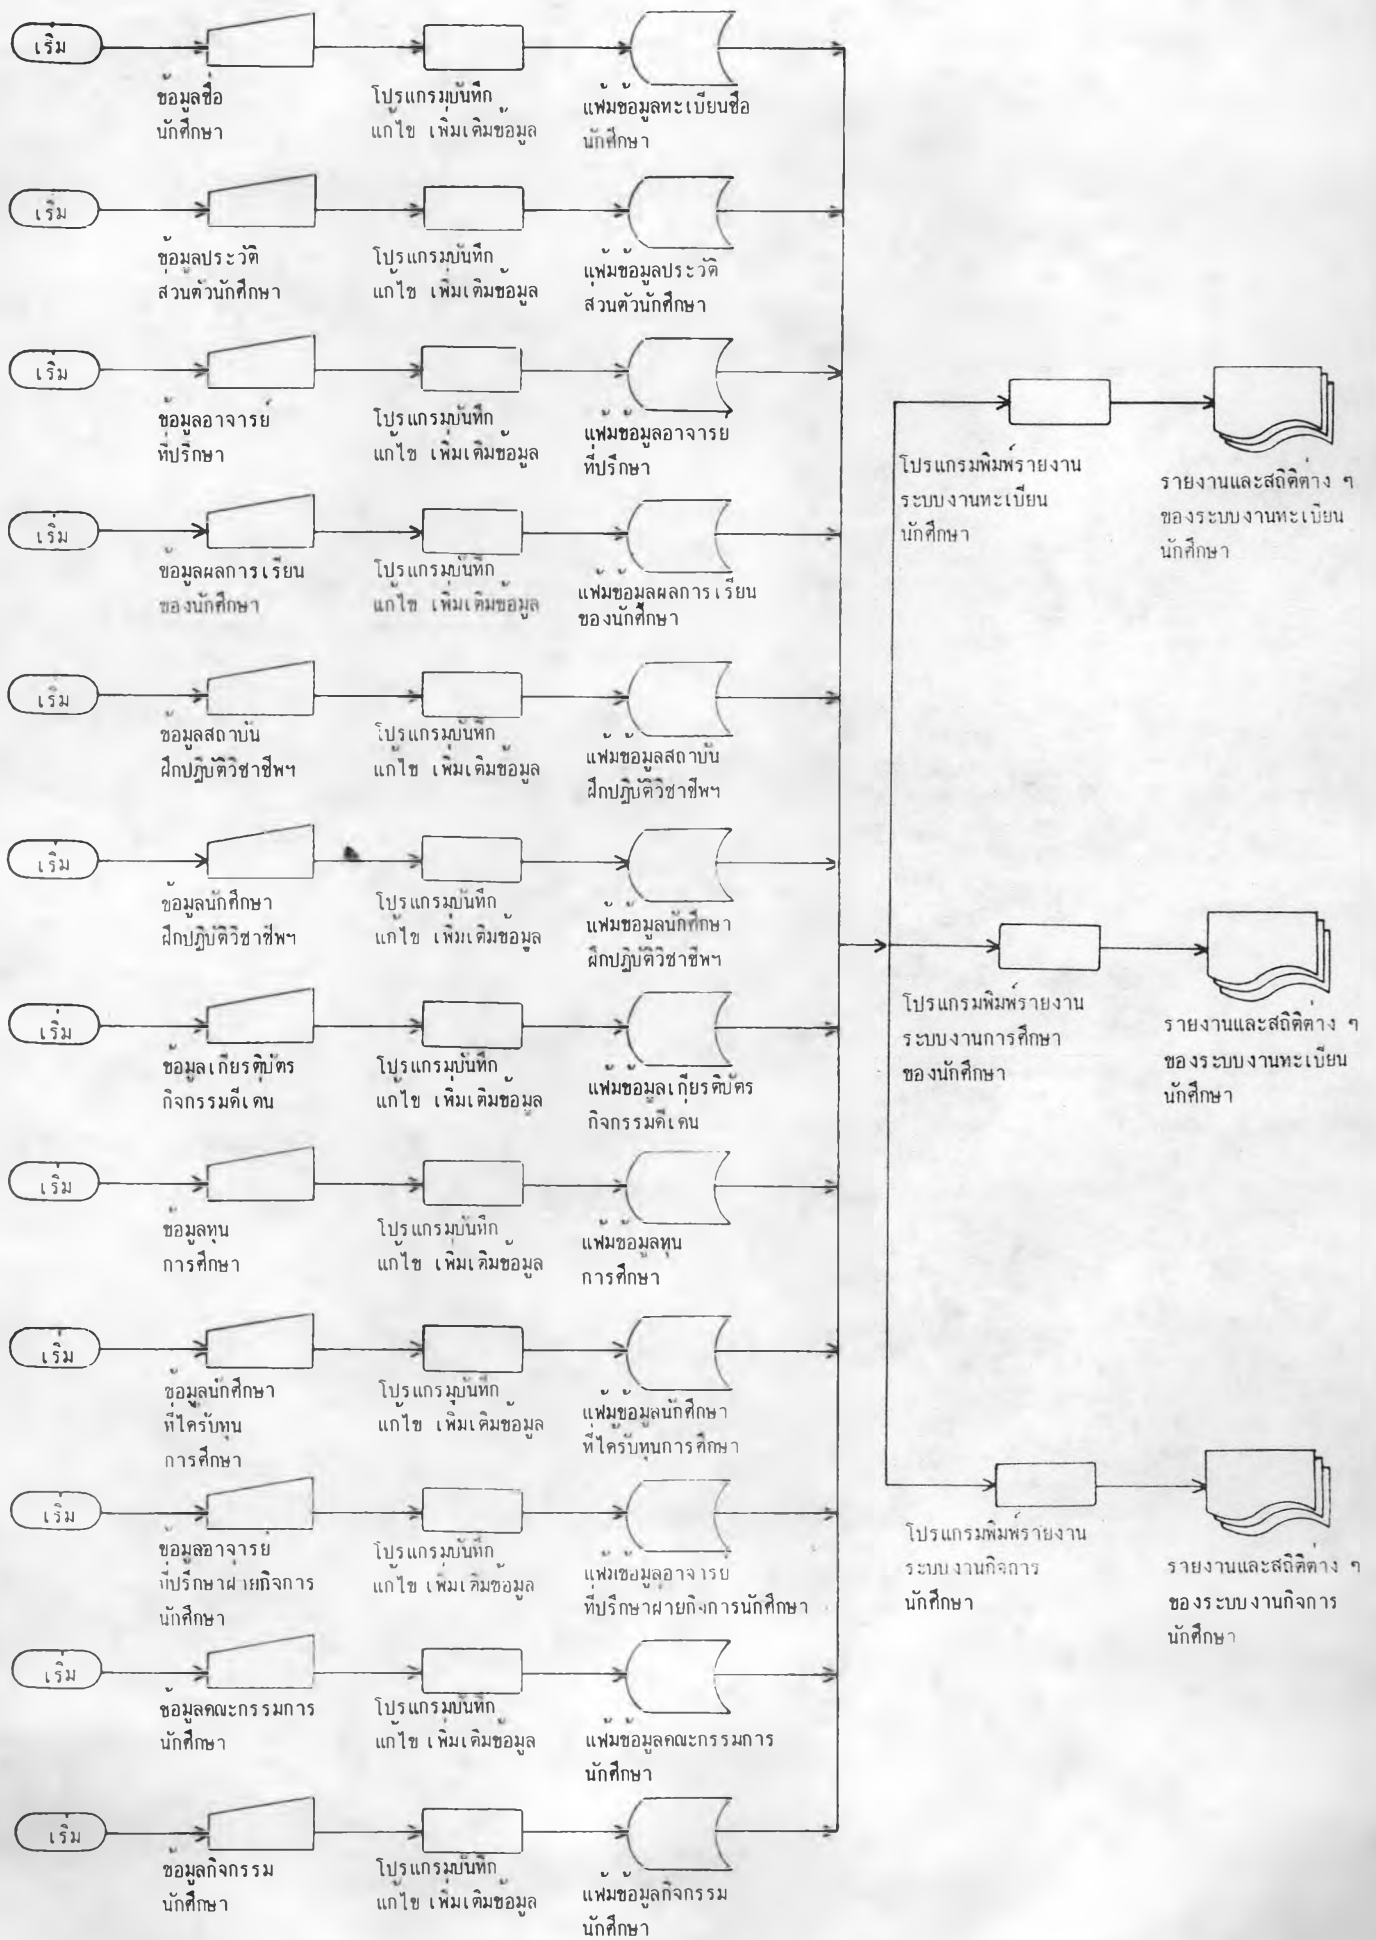 เริ่ม
ข้อมูลชื่อ
นักศึกษา
โปรแกรมบันทึก
แก้ไข เพิ่มเติมข้อมูล
แฟ้มข้อมูลทะเบียนชื่อ
นักศึกษา
เริ่ม
ข้อมูลประวัติ
ส่วนตัวนักศึกษา
โปรแกรมบันทึก
แก้ไข เพิ่มเติมข้อมูล
แฟ้มข้อมูลประวัติ
ส่วนตัวนักศึกษา
เริ่ม
ข้อมูลอาจารย์
ที่ปรึกษา
โปรแกรมบันทึก
แก้ไข เพิ่มเติมข้อมูล
แฟ้มข้อมูลอาจารย์
ที่ปรึกษา
เริ่ม
ข้อมูลผลการเรียน
ของนักศึกษา
โปรแกรมบันทึก
แก้ไข เพิ่มเติมข้อมูล
แฟ้มข้อมูลผลการเรียน
ของนักศึกษา
เริ่ม
ข้อมูลสถาบัน
ฝึกปฏิบัติวิชาชีพฯ
โปรแกรมบันทึก
แก้ไข เพิ่มเติมข้อมูล
แฟ้มข้อมูลสถาบัน
ฝึกปฏิบัติวิชาชีพฯ
เริ่ม
ข้อมูลนักศึกษา
ฝึกปฏิบัติวิชาชีพฯ
โปรแกรมบันทึก
แก้ไข เพิ่มเติมข้อมูล
แฟ้มข้อมูลนักศึกษา
ฝึกปฏิบัติวิชาชีพฯ
เริ่ม
ข้อมูลเกียรติบัตร
กิจกรรมดีเด่น
โปรแกรมบันทึก
แก้ไข เพิ่มเติมข้อมูล
แฟ้มข้อมูลเกียรติบัตร
กิจกรรมดีเด่น
เริ่ม
ข้อมูลทุน
การศึกษา
โปรแกรมบันทึก
แก้ไข เพิ่มเติมข้อมูล
แฟ้มข้อมูลทุน
การศึกษา
เริ่ม
ข้อมูลนักศึกษา
ที่ได้รับทุน
การศึกษา
โปรแกรมบันทึก
แก้ไข เพิ่มเติมข้อมูล
แฟ้มข้อมูลนักศึกษา
ที่ได้รับทุนการศึกษา
เริ่ม
ข้อมูลอาจารย์
ที่ปรึกษาฝ่ายกิจการ
นักศึกษา
โปรแกรมบันทึก
แก้ไข เพิ่มเติมข้อมูล
แฟ้มข้อมูลอาจารย์
ที่ปรึกษาฝ่ายกิจการนักศึกษา
เริ่ม
ข้อมูลคณะกรรมการ
นักศึกษา
โปรแกรมบันทึก
แก้ไข เพิ่มเติมข้อมูล
แฟ้มข้อมูลคณะกรรมการ
นักศึกษา
เริ่ม
ข้อมูลกิจกรรม
นักศึกษา
โปรแกรมบันทึก
แก้ไข เพิ่มเติมข้อมูล
แฟ้มข้อมูลกิจกรรม
นักศึกษา
โปรแกรมพิมพ์รายงาน
ระบบงานทะเบียน
นักศึกษา
รายงานและสถิติต่าง ๆ
ของระบบงานทะเบียน
นักศึกษา
โปรแกรมพิมพ์รายงาน
ระบบงานการศึกษา
ของนักศึกษา
รายงานและสถิติต่าง ๆ
ของระบบงานทะเบียน
นักศึกษา
โปรแกรมพิมพ์รายงาน
ระบบงานกิจการ
นักศึกษา
รายงานและสถิติต่าง ๆ
ของระบบงานกิจการ
นักศึกษา